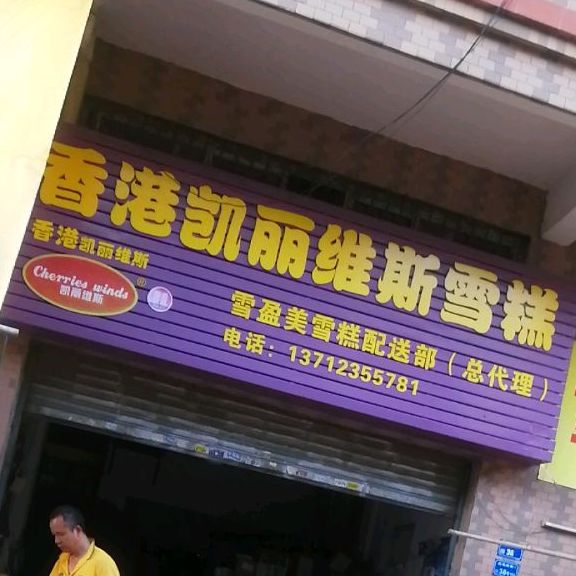 香港凯丽维斯雪糕
香港凯丽维斯
Cherries winds
凯丽维斯
®
雪盈美雪糕配送部（总代理）
电话：13712355781
36